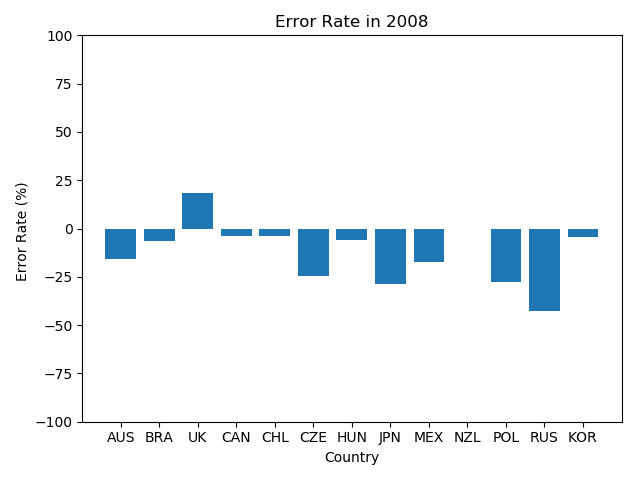 Error Rate in 2008
100
75
50
25
0
−25
−50
−75
−100
Error Rate (%)
AUS BRA UK CAN CHL CZE HUN JPN MEX NZL POL RUS KOR
Country